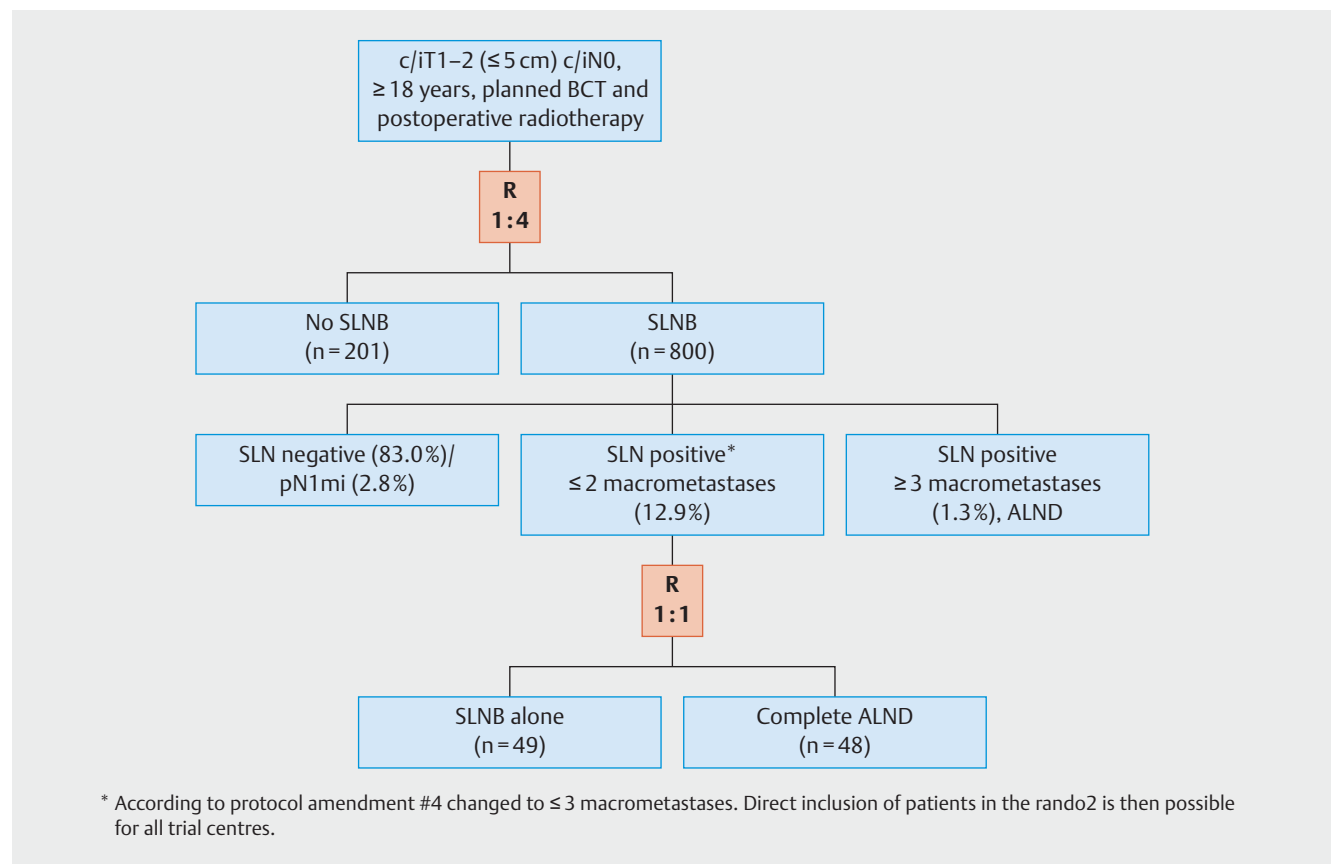 c/iT1–2 (≤ 5 cm) c/iN0,
≥ 18 years, planned BCT and
postoperative radiotherapy
R
1 : 4
No SLNB
(n = 201)
SLNB
(n = 800)
SLN negative (83.0 %)/
pN1mi (2.8 %)
SLN positive*
≤ 2 macrometastases
(12.9 %)
SLN positive
≥ 3 macrometastases
(1.3 %), ALND
R
1 : 1
SLNB alone
(n = 49)
Complete ALND
(n = 48)
* According to protocol amendment #4 changed to ≤ 3 macrometastases. Direct inclusion of patients in the rando2 is then possible
for all trial centres.